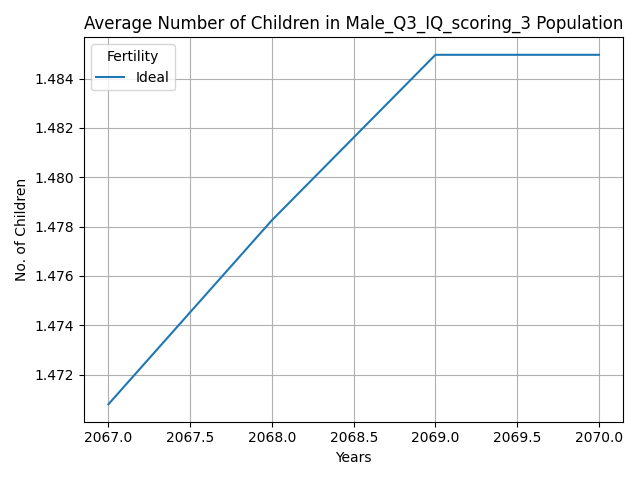 Average Number of Children in Male_Q3_IQ_scoring_3 Population
Fertility
Ideal
No. of Children
1.484
1.482
1.480
1.478
1.476
1.474
1.472
2067.0 2067.5 2068.0 2068.5 2069.0 2069.5 2070.0
Years